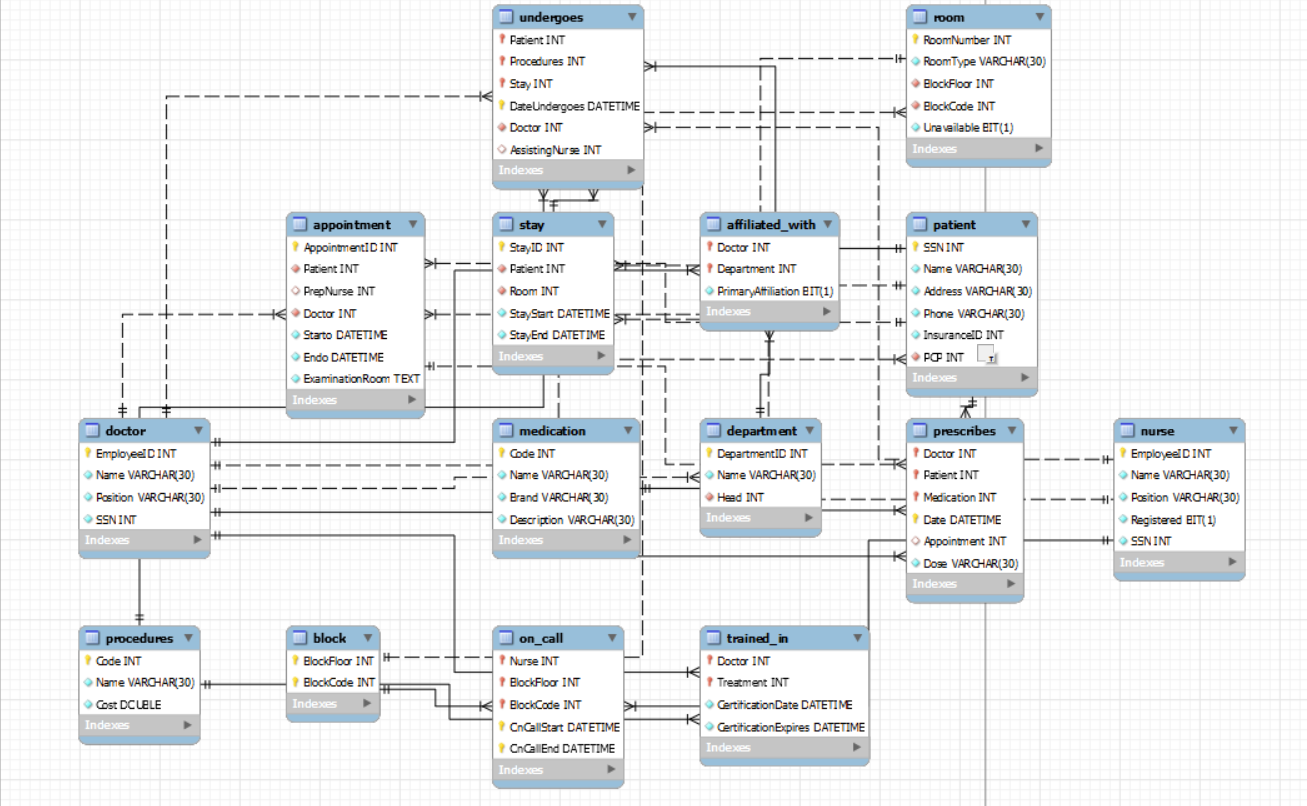 undergoes
Patient INT
Procedures INT
Stay INT
DateUndergoes DATETIME
Doctor INT
AssistingNurse INT
Indexes
room
RoomNumber INT
RoomType VARCHAR(30)
BlockFloor INT
BlockCode INT
Unavailable BIT(1)
Indexes
appointment
AppointmentID INT
Patient INT
PrepNurse INT
Doctor INT
Starto DATETIME
Endo DATETIME
ExaminationRoom TEXT
Indexes
stay
StayID INT
Patient INT
Room INT
StayStart DATETIME
StayEnd DATETIME
Indexes
affiliated_with
Doctor INT
Department INT
PrimaryAffiliation BIT(1)
Indexes
patient
SSN INT
Name VARCHAR(30)
Address VARCHAR(30)
Phone VARCHAR(30)
InsuranceID INT
PCP INT
Indexes
doctor
EmployeeID INT
Name VARCHAR(30)
Position VARCHAR(30)
SSN INT
Indexes
medication
Code INT
Name VARCHAR(30)
Brand VARCHAR(30)
Description VARCHAR(30)
Indexes
department
DepartmentID INT
Name VARCHAR(30)
Head INT
Indexes
prescribes
Doctor INT
Patient INT
Medication INT
Date DATETIME
Appointment INT
Dose VARCHAR(30)
Indexes
nurse
EmployeeID INT
Name VARCHAR(30)
Position VARCHAR(30)
Registered BIT(1)
SSN INT
Indexes
procedures
Code INT
Name VARCHAR(30)
Cost DOUBLE
Indexes
block
BlockFloor INT
BlockCode INT
Indexes
on_call
Nurse INT
BlockFloor INT
BlockCode INT
OnCallStart DATETIME
OnCallEnd DATETIME
Indexes
trained_in
Doctor INT
Treatment INT
CertificationDate DATETIME
CertificationExpires DATETIME
Indexes